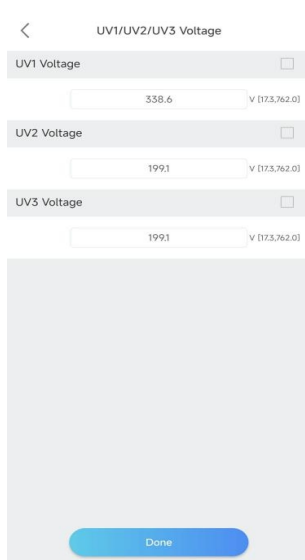 UV1/UV2/UV3 Voltage
UV1 Voltage
338.6 V [17.3,762.0]
UV2 Voltage
199.1 V [17.3,762.0]
UV3 Voltage
199.1 V [17.3,762.0]
Done